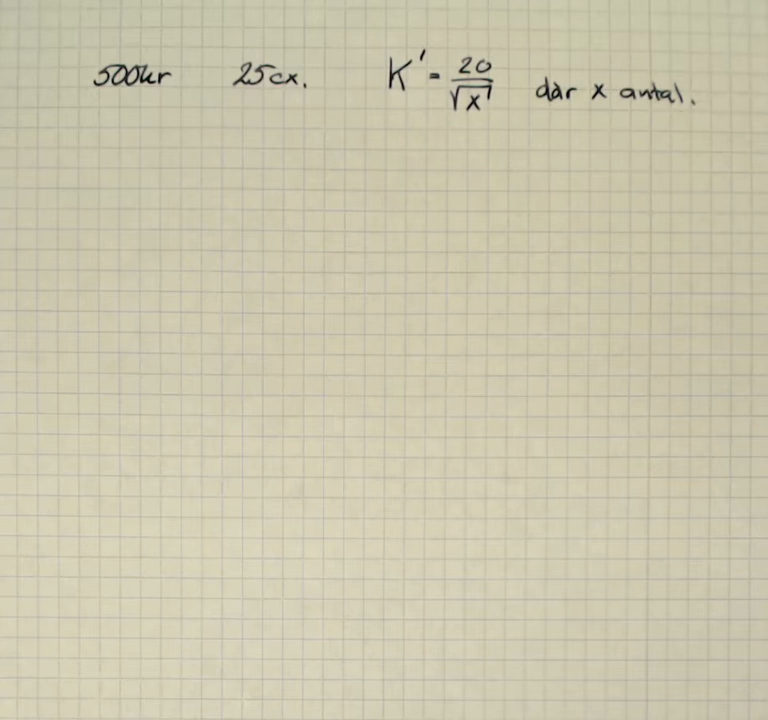 500kr 25ex. K' = 20/√x där x antal.